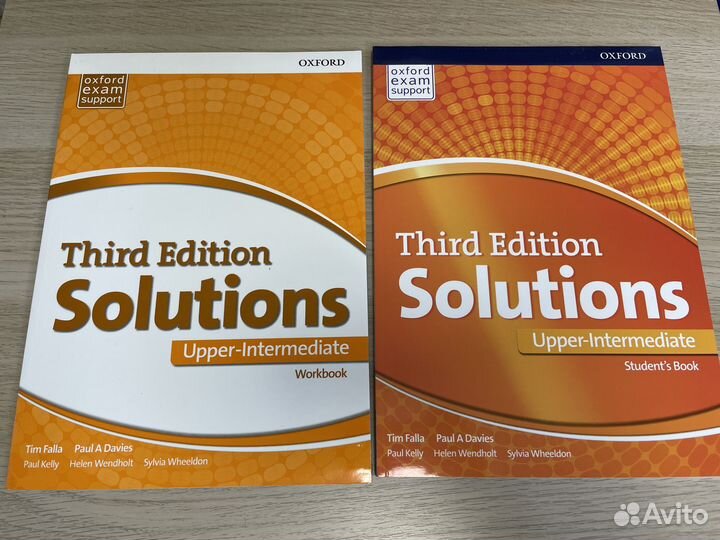 OXFORD
oxford
exam
support
Third Edition
Solutions
Upper-Intermediate
Workbook
Tim Falla Paul A Davies
Paul Kelly Helen Wendholt Sylvia Wheeldon
OXFORD
oxford
exam
support
Third Edition
Solutions
Upper-Intermediate
Student's Book
Tim Falla Paul A Davies
Paul Kelly Helen Wendholt Sylvia Wheeldon
Avito